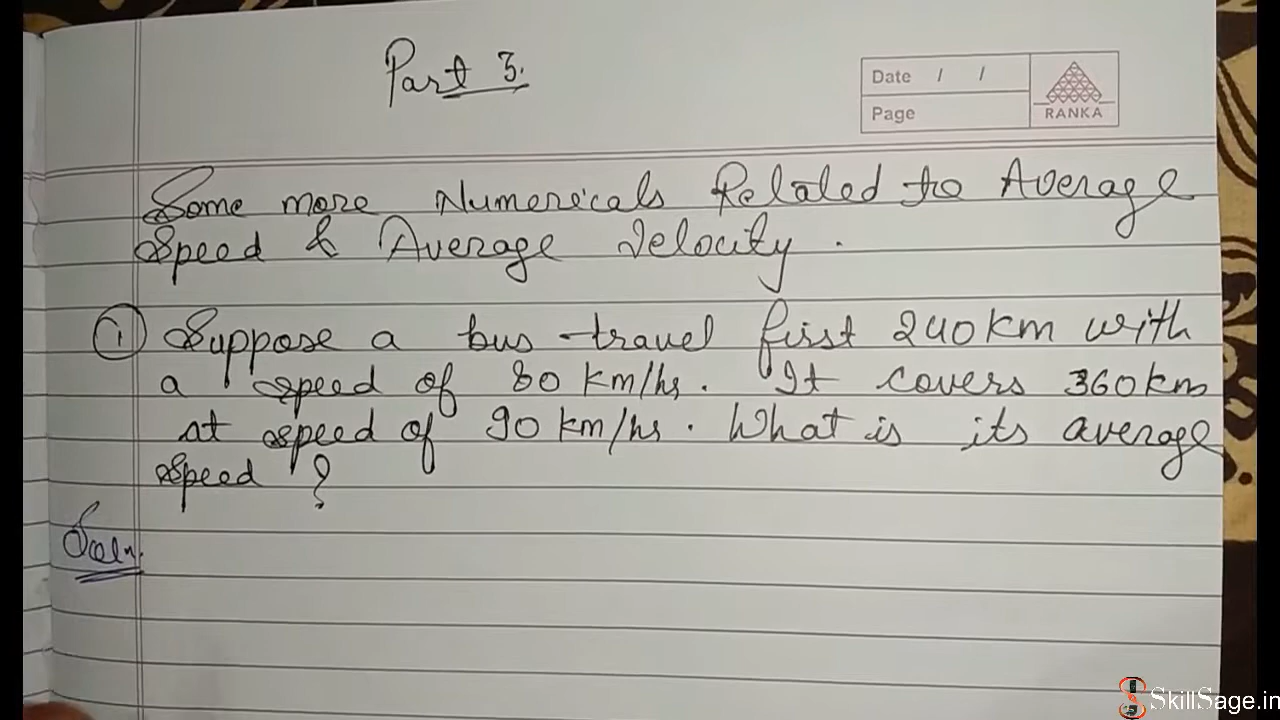 Part 3.
Date / /
Page
RANKA
Some more Numericals Related to Average
Speed & Average Velocity.
1 Suppose a bus travel first 240 km with
a speed of 80 km/hs. It covers 360 km
at speed of 90 km/hs. What is its average
speed ?
Soln.
SkillSage.in